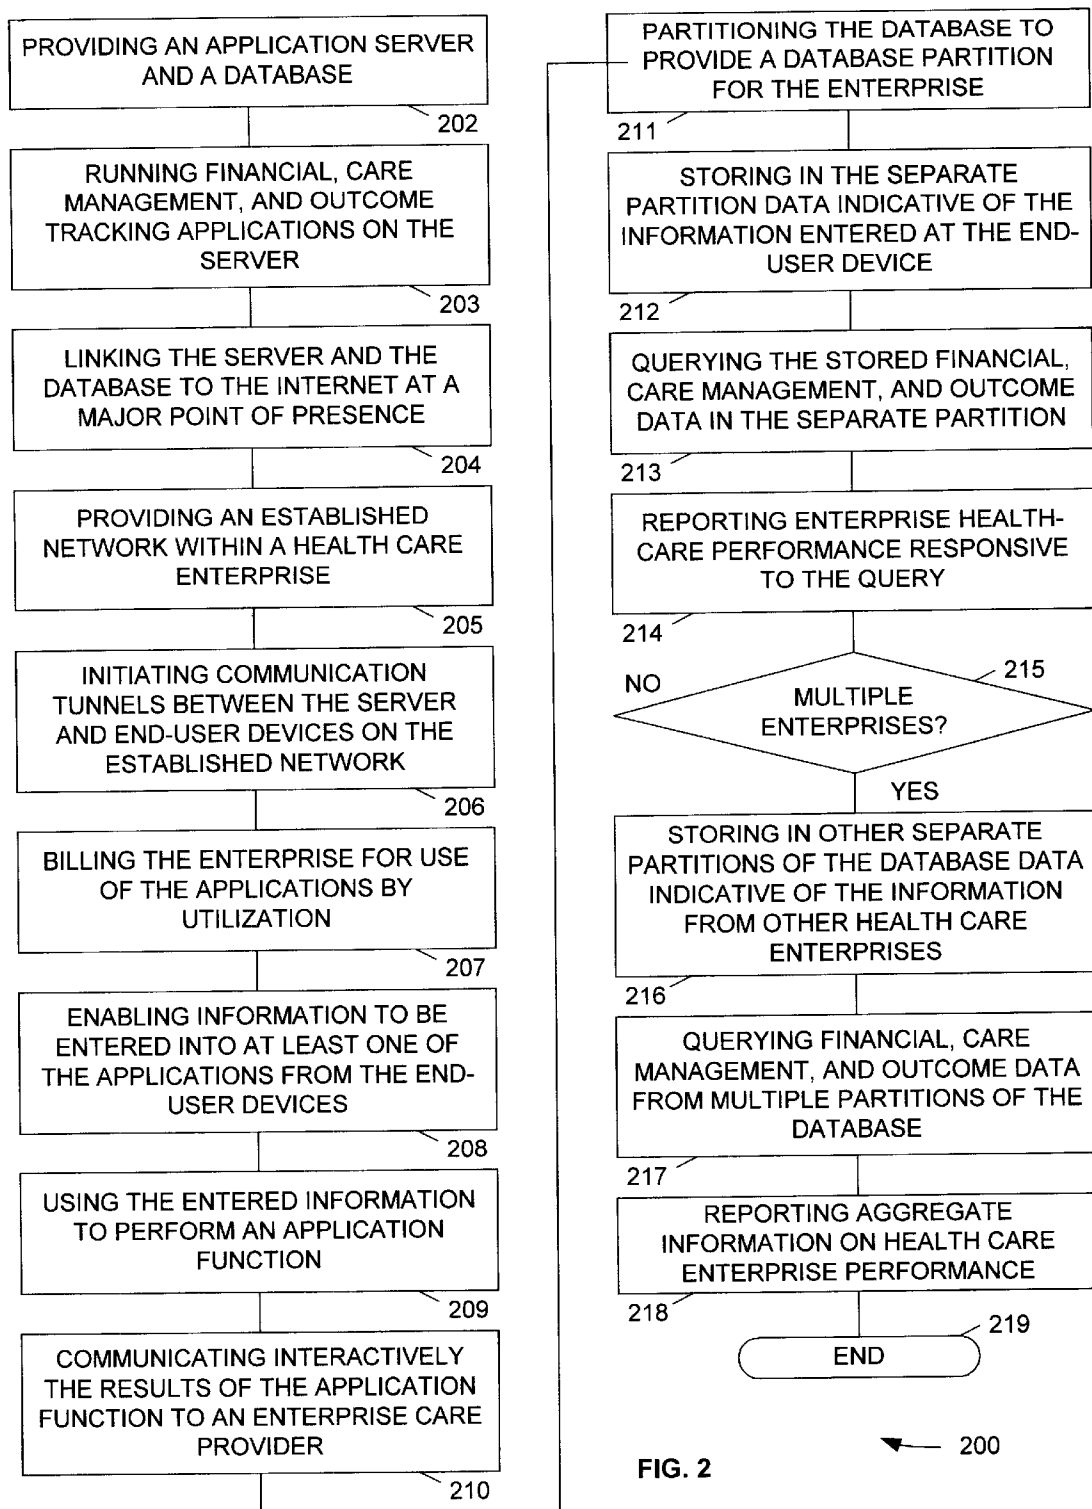 PROVIDING AN APPLICATION SERVER
AND A DATABASE
202
RUNNING FINANCIAL, CARE
MANAGEMENT, AND OUTCOME
TRACKING APPLICATIONS ON THE
SERVER
203
LINKING THE SERVER AND THE
DATABASE TO THE INTERNET AT A
MAJOR POINT OF PRESENCE
204
PROVIDING AN ESTABLISHED
NETWORK WITHIN A HEALTH CARE
ENTERPRISE
205
INITIATING COMMUNICATION
TUNNELS BETWEEN THE SERVER
AND END-USER DEVICES ON THE
ESTABLISHED NETWORK
206
BILLING THE ENTERPRISE FOR USE
OF THE APPLICATIONS BY
UTILIZATION
207
ENABLING INFORMATION TO BE
ENTERED INTO AT LEAST ONE OF
THE APPLICATIONS FROM THE END-
USER DEVICES
208
USING THE ENTERED INFORMATION
TO PERFORM AN APPLICATION
FUNCTION
209
COMMUNICATING INTERACTIVELY
THE RESULTS OF THE APPLICATION
FUNCTION TO AN ENTERPRISE CARE
PROVIDER
210
PARTITIONING THE DATABASE TO
PROVIDE A DATABASE PARTITION
FOR THE ENTERPRISE
211
STORING IN THE SEPARATE
PARTITION DATA INDICATIVE OF THE
INFORMATION ENTERED AT THE END-
USER DEVICE
212
QUERYING THE STORED FINANCIAL,
CARE MANAGEMENT, AND OUTCOME
DATA IN THE SEPARATE PARTITION
213
REPORTING ENTERPRISE HEALTH-
CARE PERFORMANCE RESPONSIVE
TO THE QUERY
214
215
NO
MULTIPLE
ENTERPRISES?
YES
STORING IN OTHER SEPARATE
PARTITIONS OF THE DATABASE DATA
INDICATIVE OF THE INFORMATION
FROM OTHER HEALTH CARE
ENTERPRISES
216
QUERYING FINANCIAL, CARE
MANAGEMENT, AND OUTCOME DATA
FROM MULTIPLE PARTITIONS OF THE
DATABASE
217
REPORTING AGGREGATE
INFORMATION ON HEALTH CARE
ENTERPRISE PERFORMANCE
218
219
END
200
FIG. 2